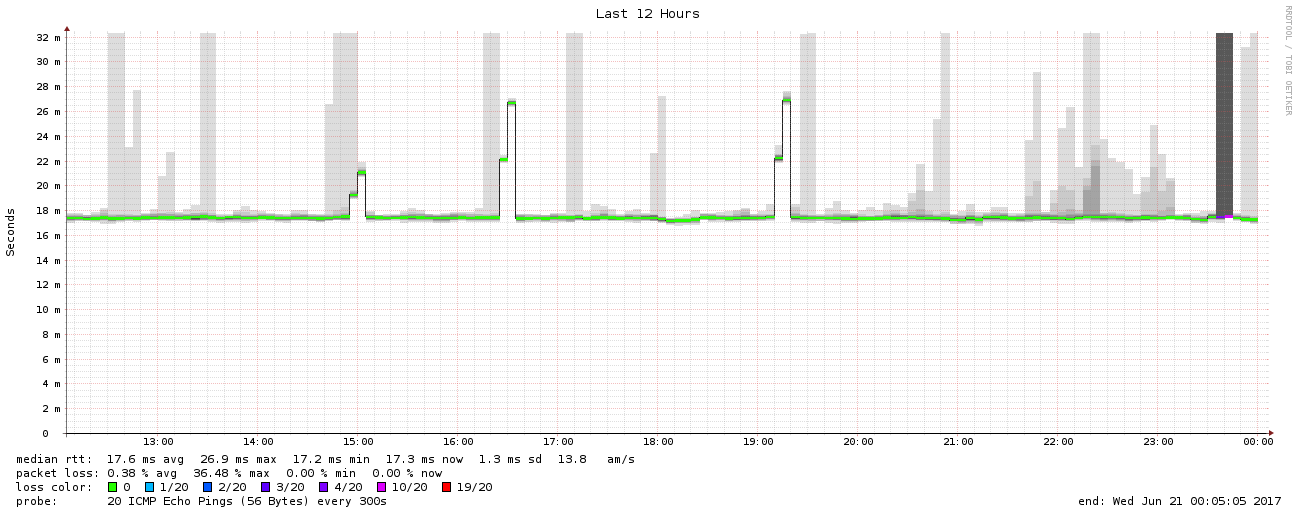 Last 12 Hours
RRDTOOL / TOBI OETIKER
Seconds
32 m
30 m
28 m
26 m
24 m
22 m
20 m
18 m
16 m
14 m
12 m
10 m
8 m
6 m
4 m
2 m
0
13:00 14:00 15:00 16:00 17:00 18:00 19:00 20:00 21:00 22:00 23:00 00:00
median rtt: 17.6 ms avg 26.9 ms max 17.2 ms min 17.3 ms now 1.3 ms sd 13.8 am/s
packet loss: 0.38 % avg 36.48 % max 0.00 % min 0.00 % now
loss color: 0 1/20 2/20 3/20 4/20 10/20 19/20
probe: 20 ICMP Echo Pings (56 Bytes) every 300s end: Wed Jun 21 00:05:05 2017